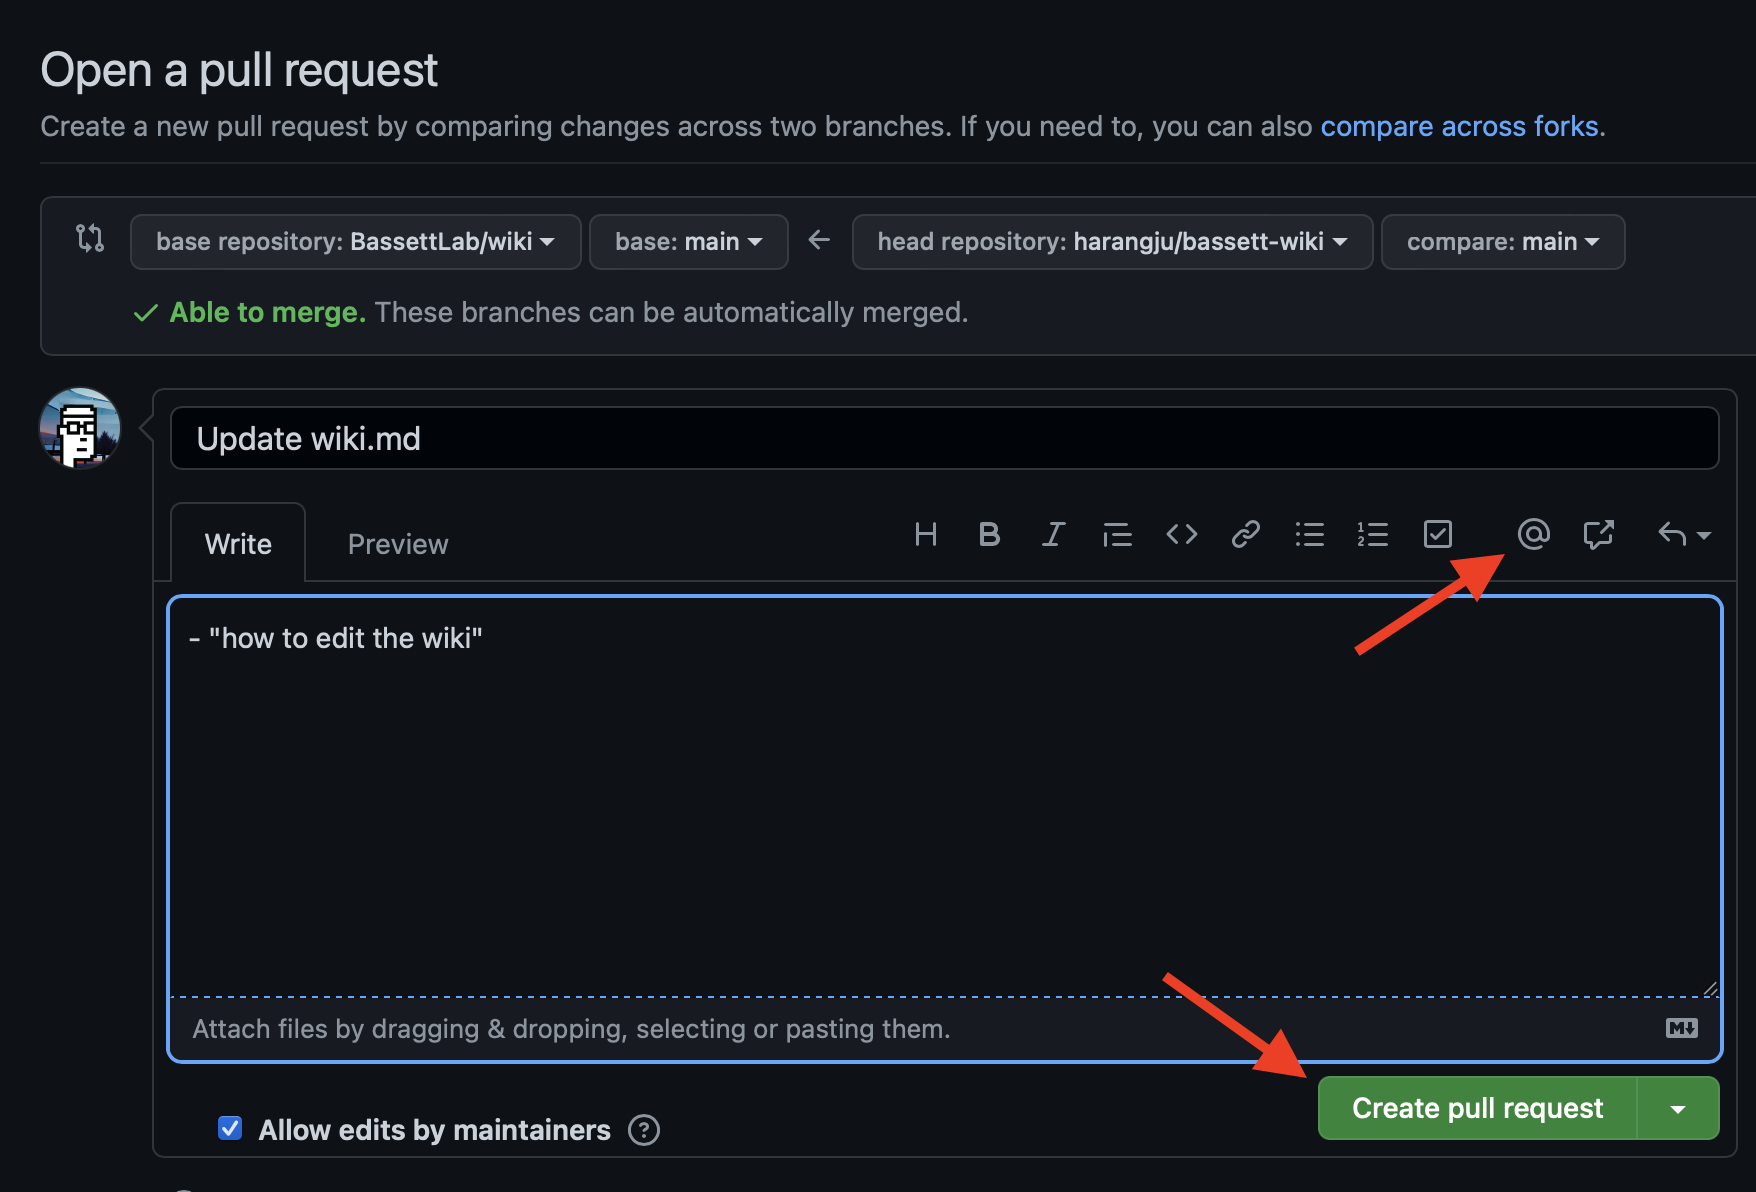 Open a pull request
Create a new pull request by comparing changes across two branches. If you need to, you can also compare across forks.
base repository: BassettLab/wiki base: main head repository: harangju/bassett-wiki compare: main
Able to merge. These branches can be automatically merged.
Update wiki.md
Write Preview
- "how to edit the wiki"
Attach files by dragging & dropping, selecting or pasting them.
Allow edits by maintainers
Create pull request